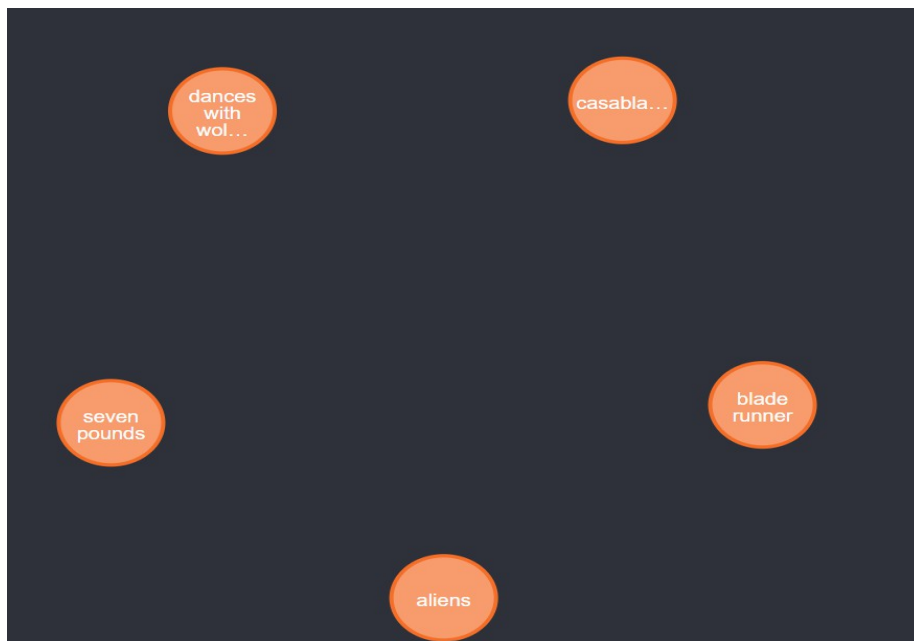 dances
with
wol…
casabla…
seven
pounds
blade
runner
aliens